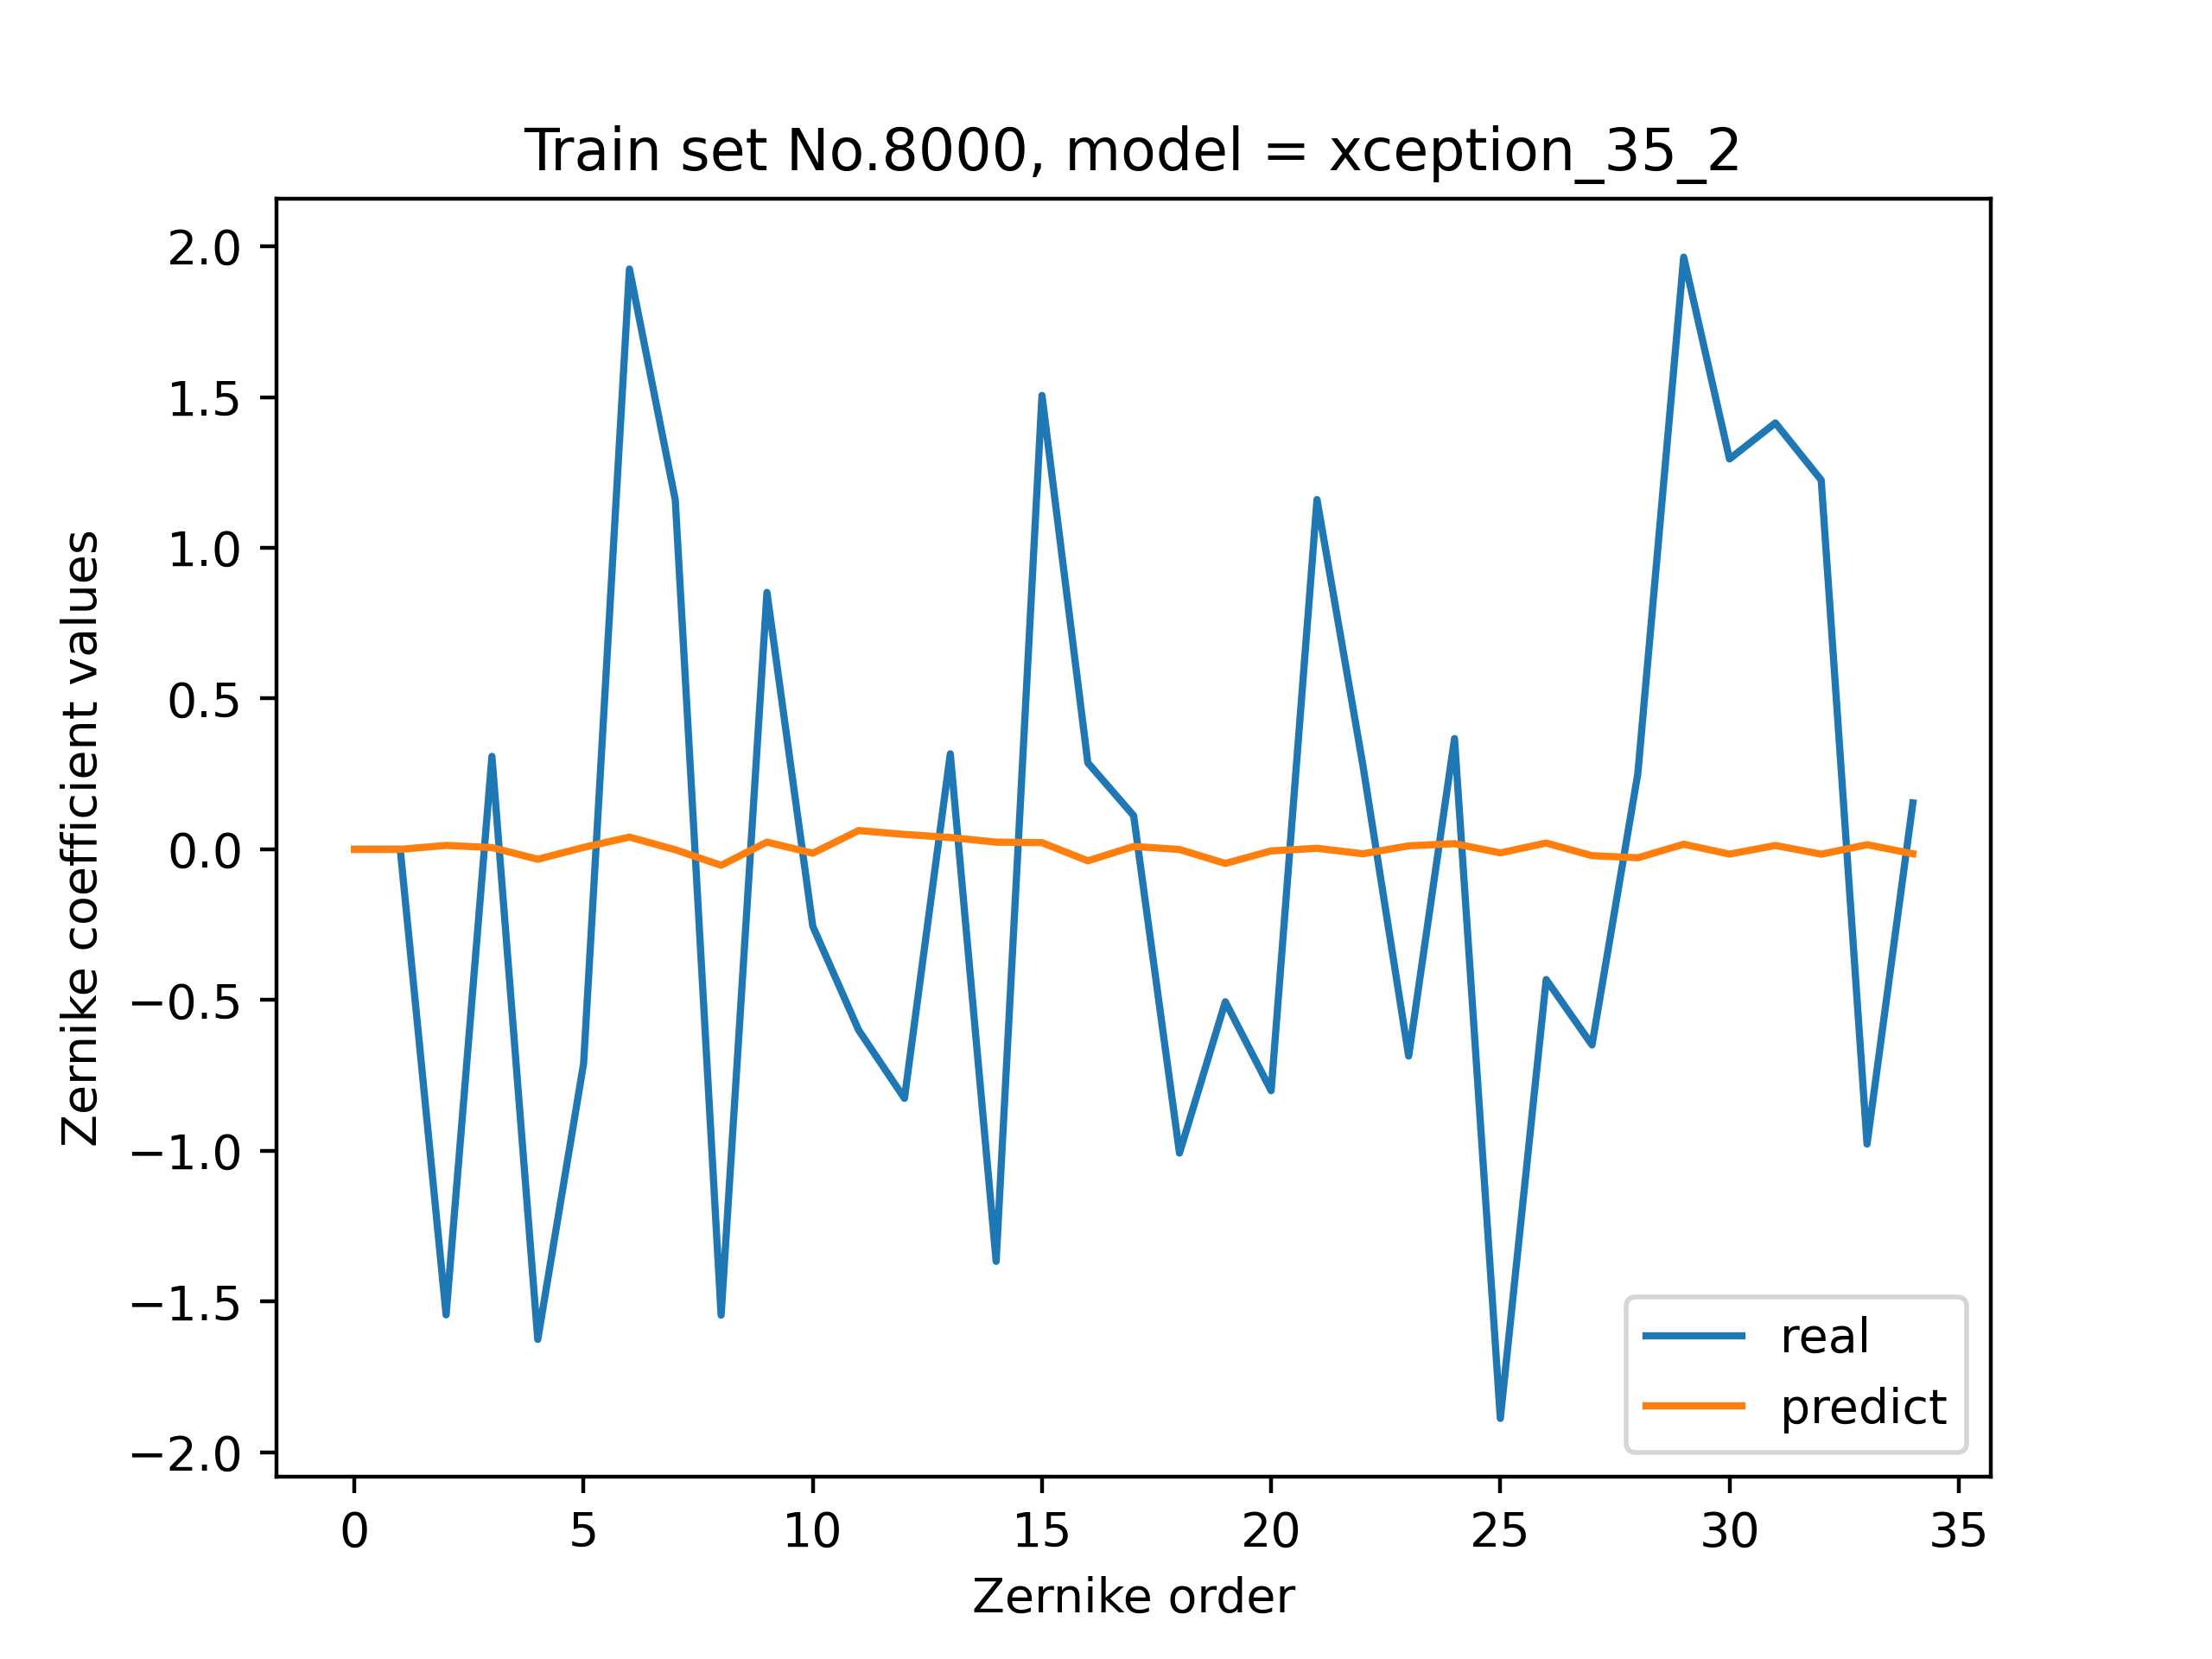 Train set No.8000, model = xception_35_2
Zernike coefficient values
2.0
1.5
1.0
0.5
0.0
−0.5
−1.0
−1.5
−2.0
real
predict
0 5 10 15 20 25 30 35
Zernike order